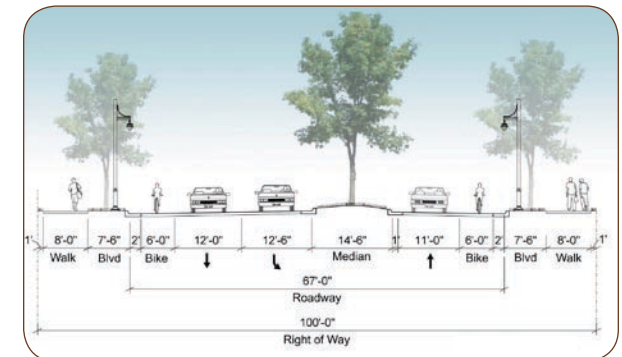 1' 8'-0" 7'-6" 2' 6'-0" 12'-0" 12'-6" 14'-6" 1' 11'-0" 6'-0" 2' 7'-6" 8'-0" 1'
Walk Blvd Bike Median Bike Blvd Walk
67'-0"
Roadway
100'-0"
Right of Way